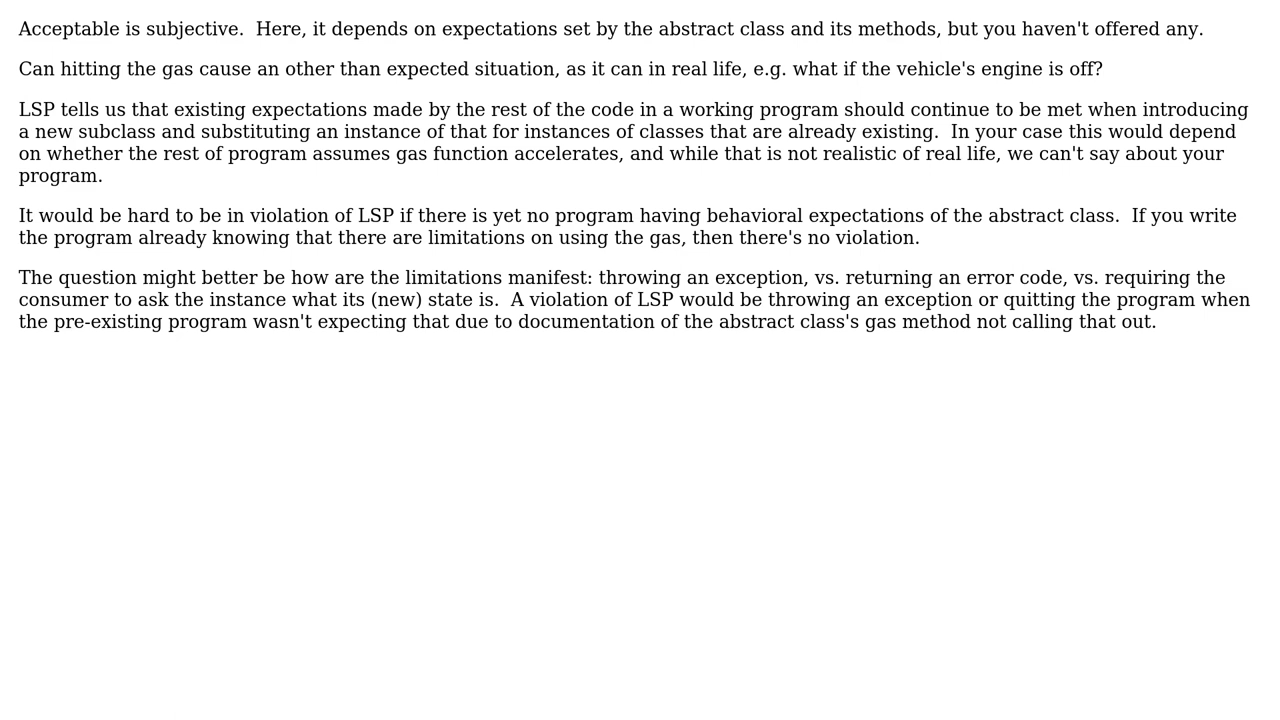 Acceptable is subjective.  Here, it depends on expectations set by the abstract class and its methods, but you haven't offered any.
Can hitting the gas cause an other than expected situation, as it can in real life, e.g. what if the vehicle's engine is off?
LSP tells us that existing expectations made by the rest of the code in a working program should continue to be met when introducing
a new subclass and substituting an instance of that for instances of classes that are already existing.  In your case this would depend
on whether the rest of program assumes gas function accelerates, and while that is not realistic of real life, we can't say about your
program.
It would be hard to be in violation of LSP if there is yet no program having behavioral expectations of the abstract class.  If you write
the program already knowing that there are limitations on using the gas, then there's no violation.
The question might better be how are the limitations manifest: throwing an exception, vs. returning an error code, vs. requiring the
consumer to ask the instance what its (new) state is.  A violation of LSP would be throwing an exception or quitting the program when
the pre-existing program wasn't expecting that due to documentation of the abstract class's gas method not calling that out.